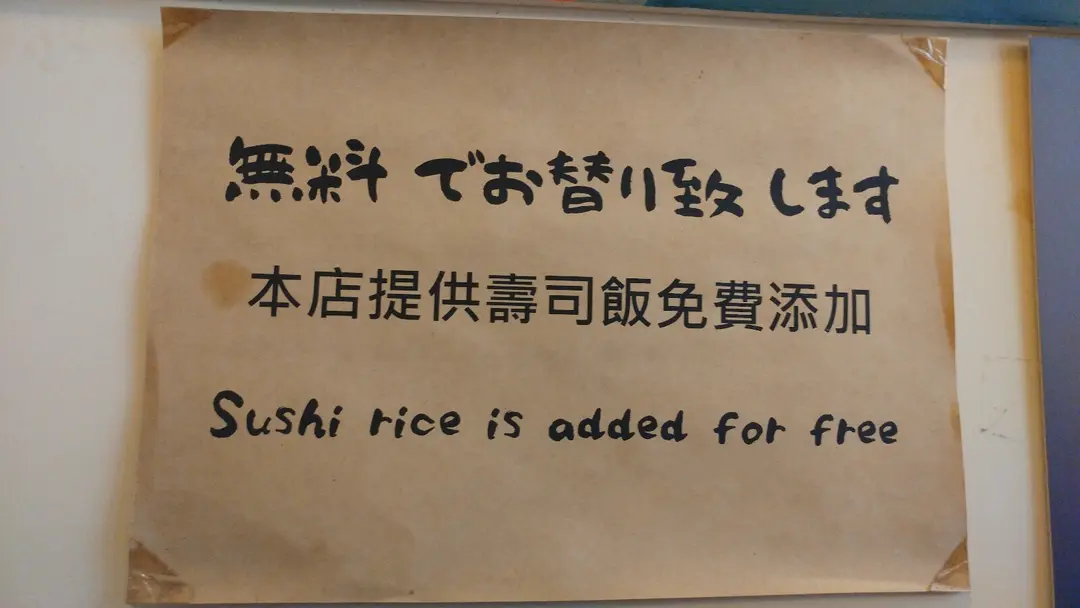 無料でお替り致します
本店提供壽司飯免費添加
Sushi rice is added for free